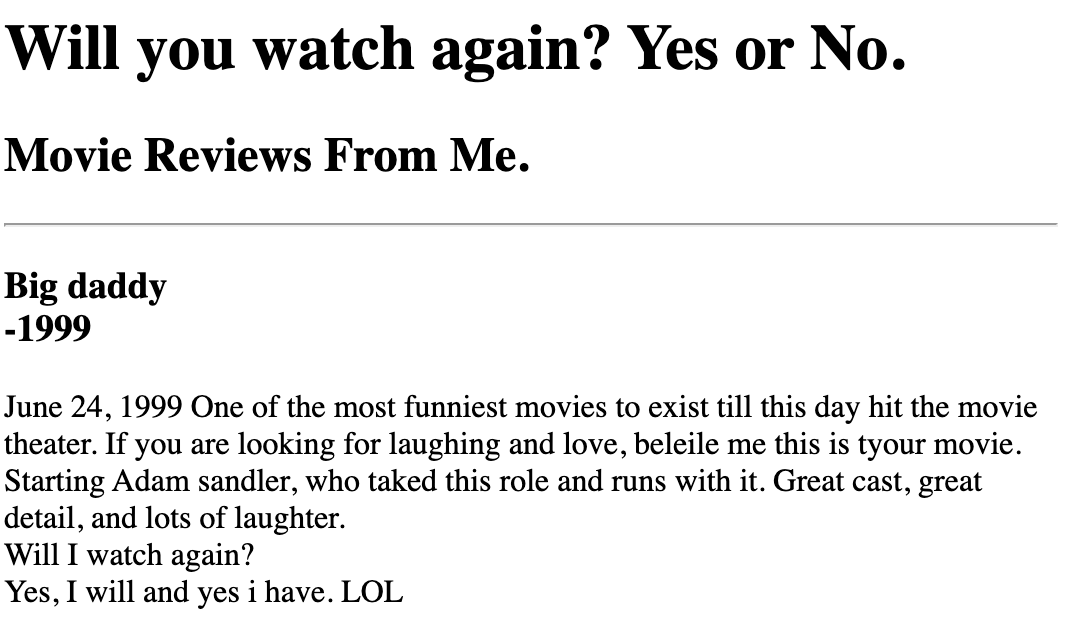 Will you watch again? Yes or No.
Movie Reviews From Me.
Big daddy
-1999
June 24, 1999 One of the most funniest movies to exist till this day hit the movie
theater. If you are looking for laughing and love, beleile me this is tyour movie.
Starting Adam sandler, who taked this role and runs with it. Great cast, great
detail, and lots of laughter.
Will I watch again?
Yes, I will and yes i have. LOL